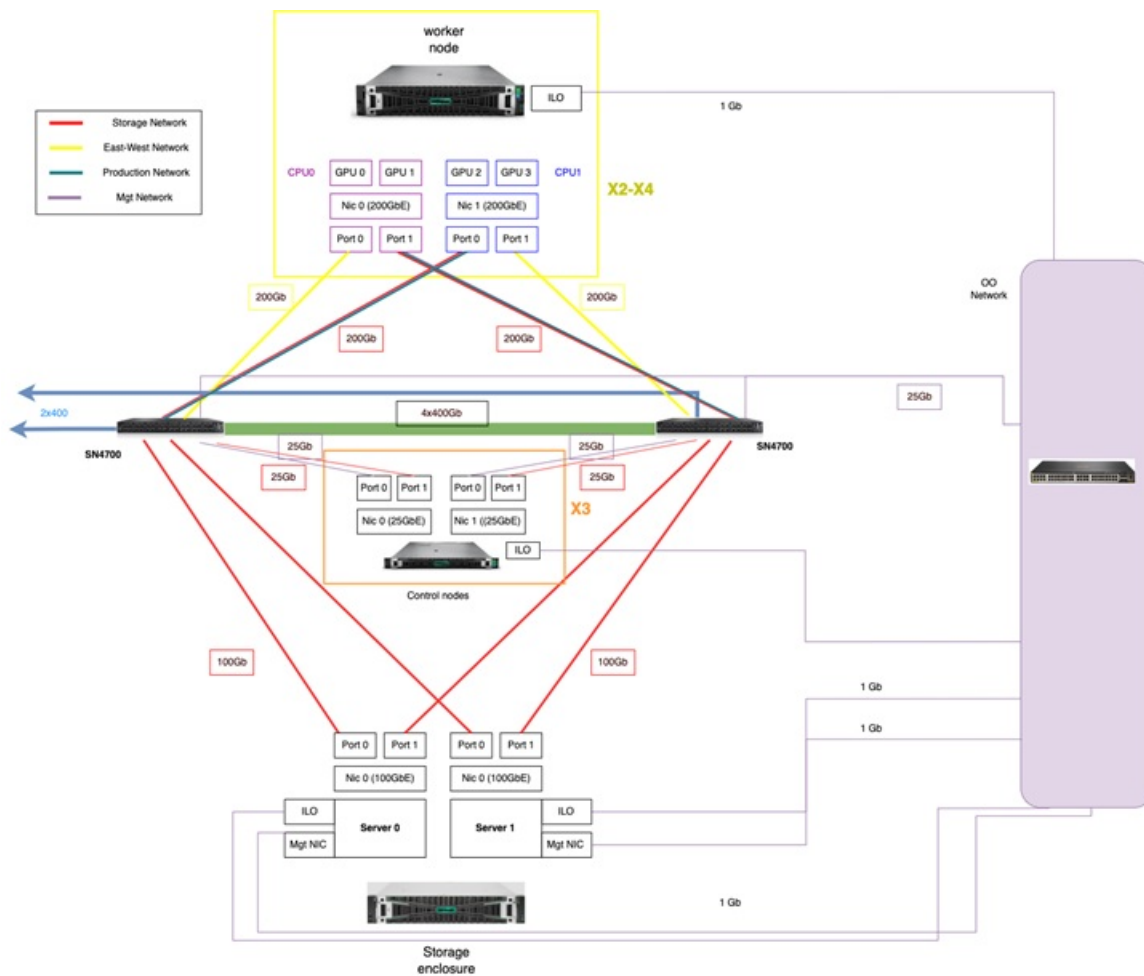 worker
node
ILO
1 Gb
Storage Network
East-West Network
Production Network
Mgt Network
CPU0
GPU 0
GPU 1
GPU 2
GPU 3
CPU1
X2-X4
Nic 0 (200GbE)
Nic 1 (200GbE)
Port 0
Port 1
Port 0
Port 1
OO
Network
200Gb
200Gb
200Gb
200Gb
25Gb
2x400
4x400Gb
SN4700
SN4700
25Gb
25Gb
25Gb
25Gb
Port 0
Port 1
Port 0
Port 1
X3
Nic 0 (25GbE)
Nic 1 ((25GbE)
ILO
Control nodes
100Gb
100Gb
1 Gb
1 Gb
Port 0
Port 1
Port 0
Port 1
Nic 0 (100GbE)
Nic 0 (100GbE)
ILO
Server 0
Mgt NIC
Server 1
ILO
Mgt NIC
1 Gb
Storage
enclosure